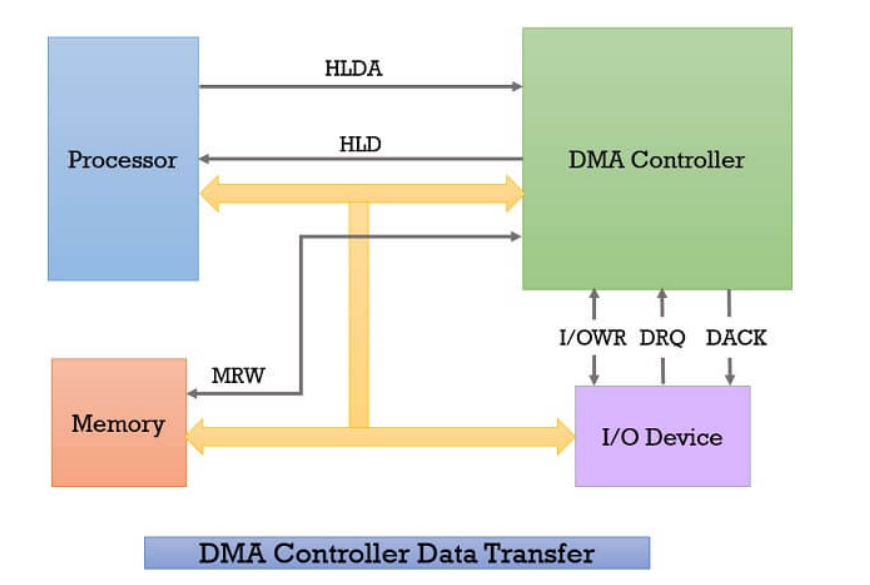 HLDA
Processor
HLD
DMA Controller
I/OWR DRQ DACK
MRW
Memory
I/O Device
DMA Controller Data Transfer